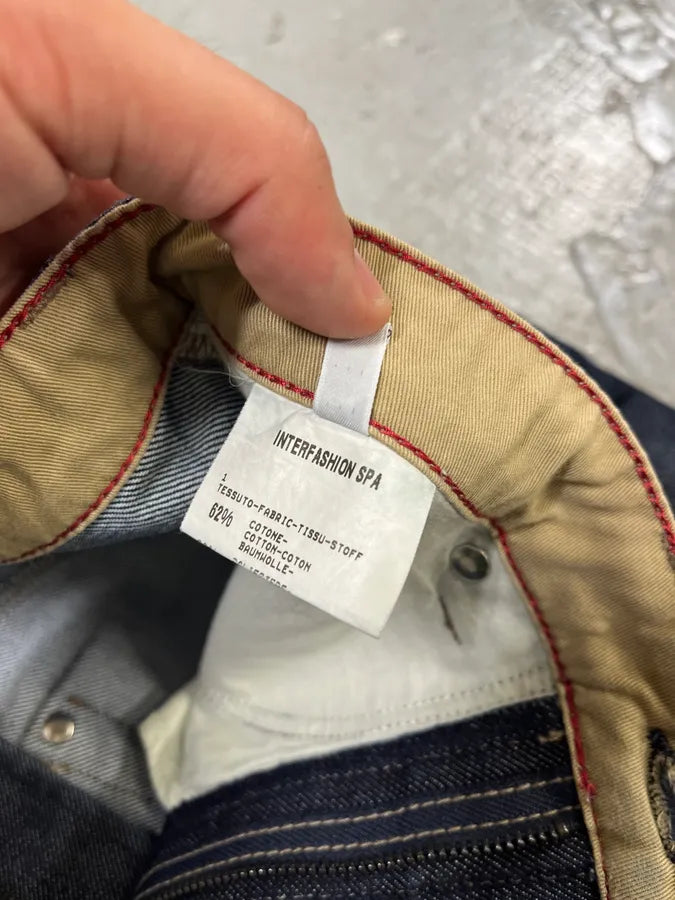 INTERFASHION SPA
1
TESSUTO-FABRIC-TISSU-STOFF
62% COTONE-
COTTON-COTON
BAUMWOLLE-